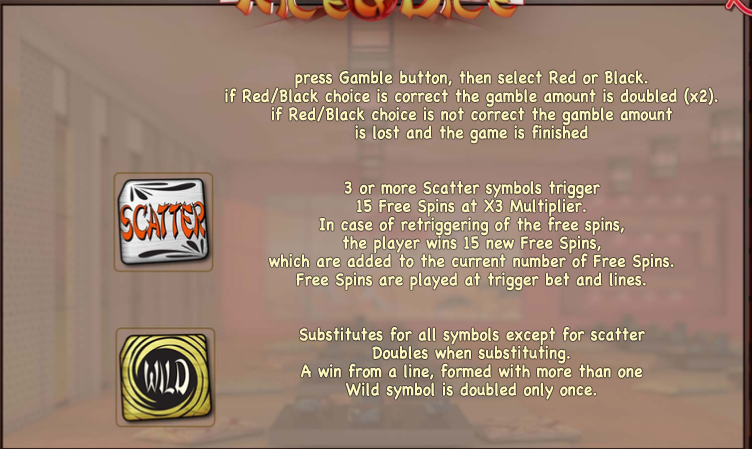 press Gamble button, then select Red or Black.
if Red/Black choice is correct the gamble amount is doubled (x2).
if Red/Black choice is not correct the gamble amount
is lost and the game is finished
SCATTER
3 or more Scatter symbols trigger
15 Free Spins at X3 Multiplier.
In case of retriggering of the free spins,
the player wins 15 new Free Spins,
which are added to the current number of Free Spins.
Free Spins are played at trigger bet and lines.
WILD
Substitutes for all symbols except for scatter
Doubles when substituting.
A win from a line, formed with more than one
Wild symbol is doubled only once.